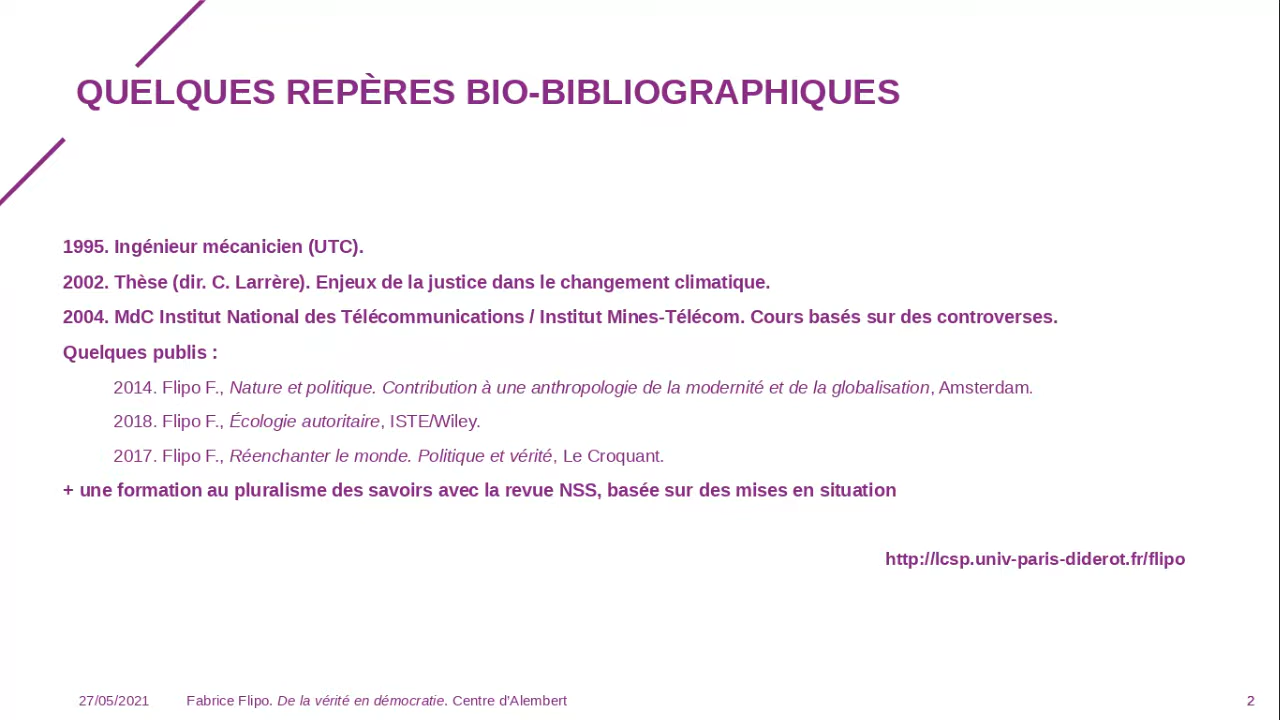 QUELQUES REPÈRES BIO-BIBLIOGRAPHIQUES
1995. Ingénieur mécanicien (UTC).
2002. Thèse (dir. C. Larrère). Enjeux de la justice dans le changement climatique.
2004. MdC Institut National des Télécommunications / Institut Mines-Télécom. Cours basés sur des controverses.
Quelques publis :
2014. Flipo F., Nature et politique. Contribution à une anthropologie de la modernité et de la globalisation, Amsterdam.
2018. Flipo F., Écologie autoritaire, ISTE/Wiley.
2017. Flipo F., Réenchanter le monde. Politique et vérité, Le Croquant.
+ une formation au pluralisme des savoirs avec la revue NSS, basée sur des mises en situation
http://lcsp.univ-paris-diderot.fr/flipo
27/05/2021 Fabrice Flipo. De la vérité en démocratie. Centre d'Alembert 2